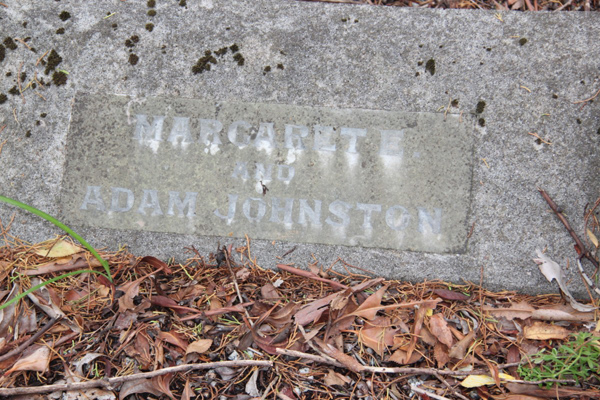 MARGARET E.
AND
ADAM JOHNSTON